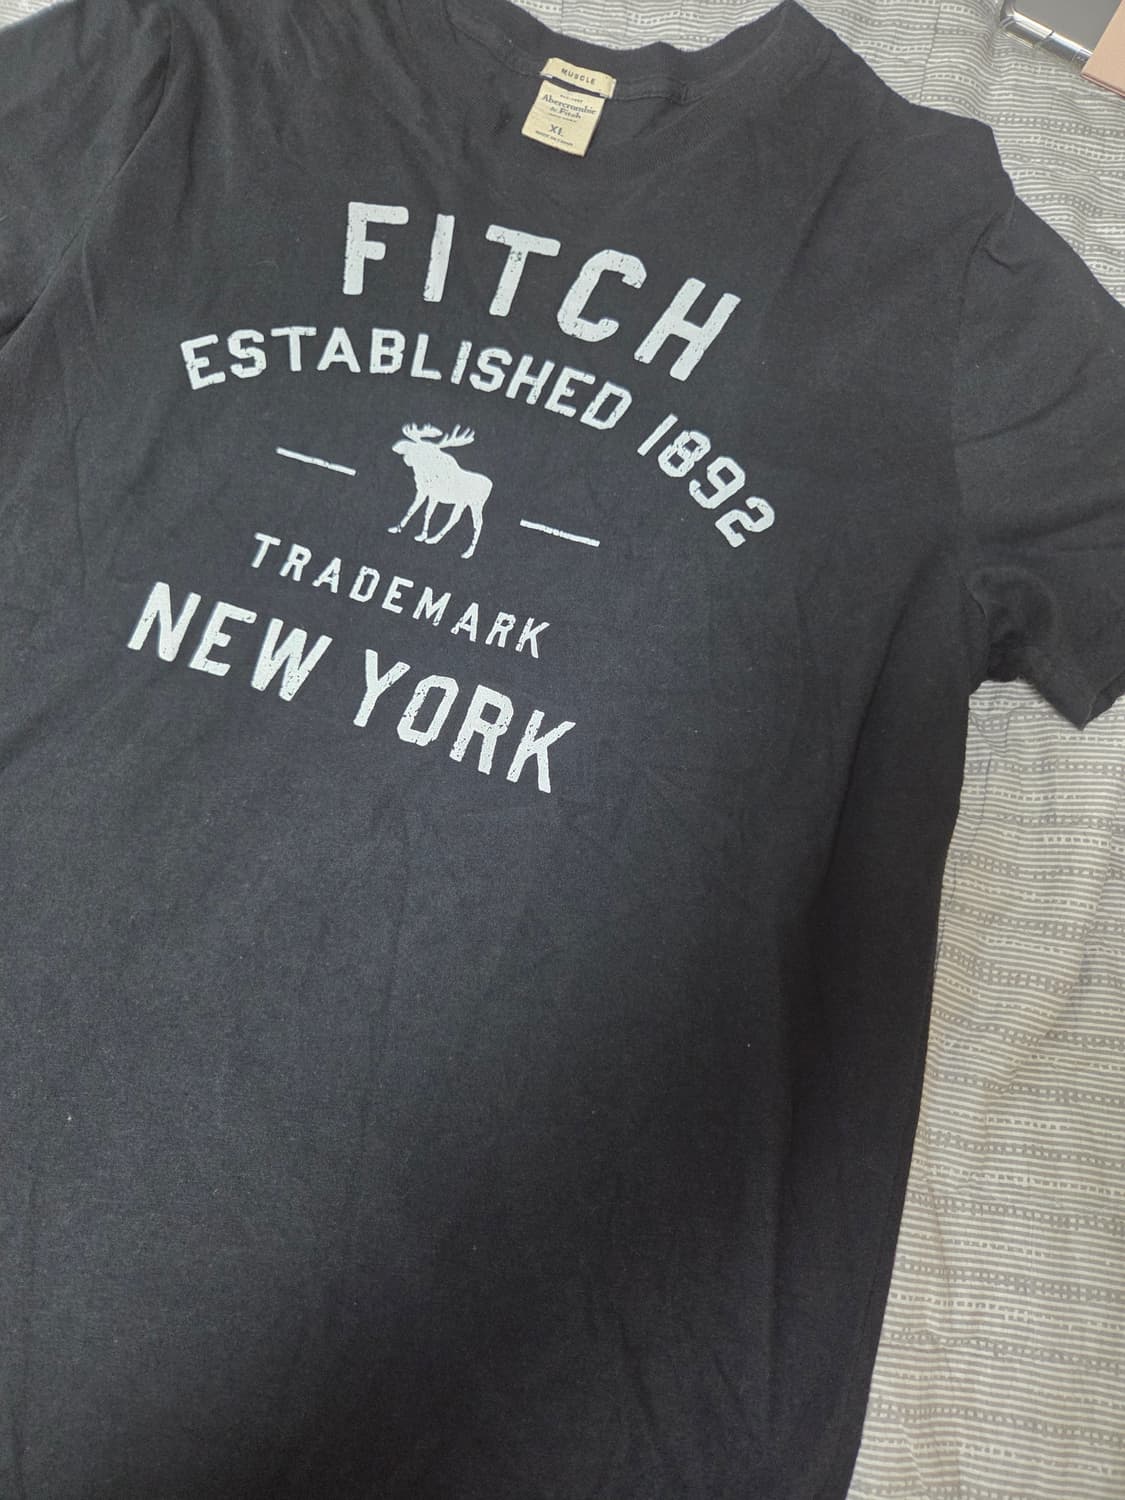 MUSCLE
Abercrombie
& Fitch
XL
FITCH
ESTABLISHED 1892
TRADEMARK
NEW YORK